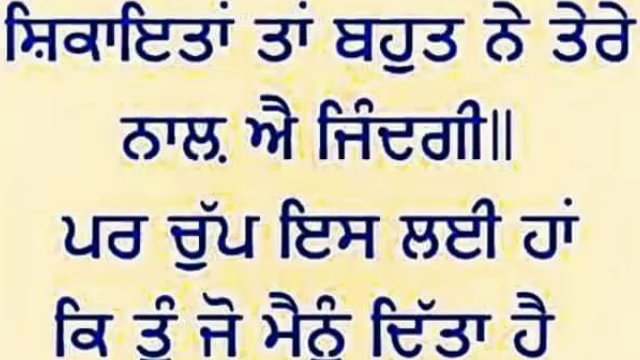 ਸ਼ਿਕਾਇਤਾਂ ਤਾਂ ਬਹੁਤ ਨੇ ਤੇਰੇ
ਨਾਲ਼ ਐ ਜਿੰਦਗੀ॥
ਪਰ ਚੁੱਪ ਇਸ ਲਈ ਹਾਂ
ਕਿ ਤੂੰ ਜੋ ਮੈਨੂੰ ਦਿੱਤਾ ਹੈ